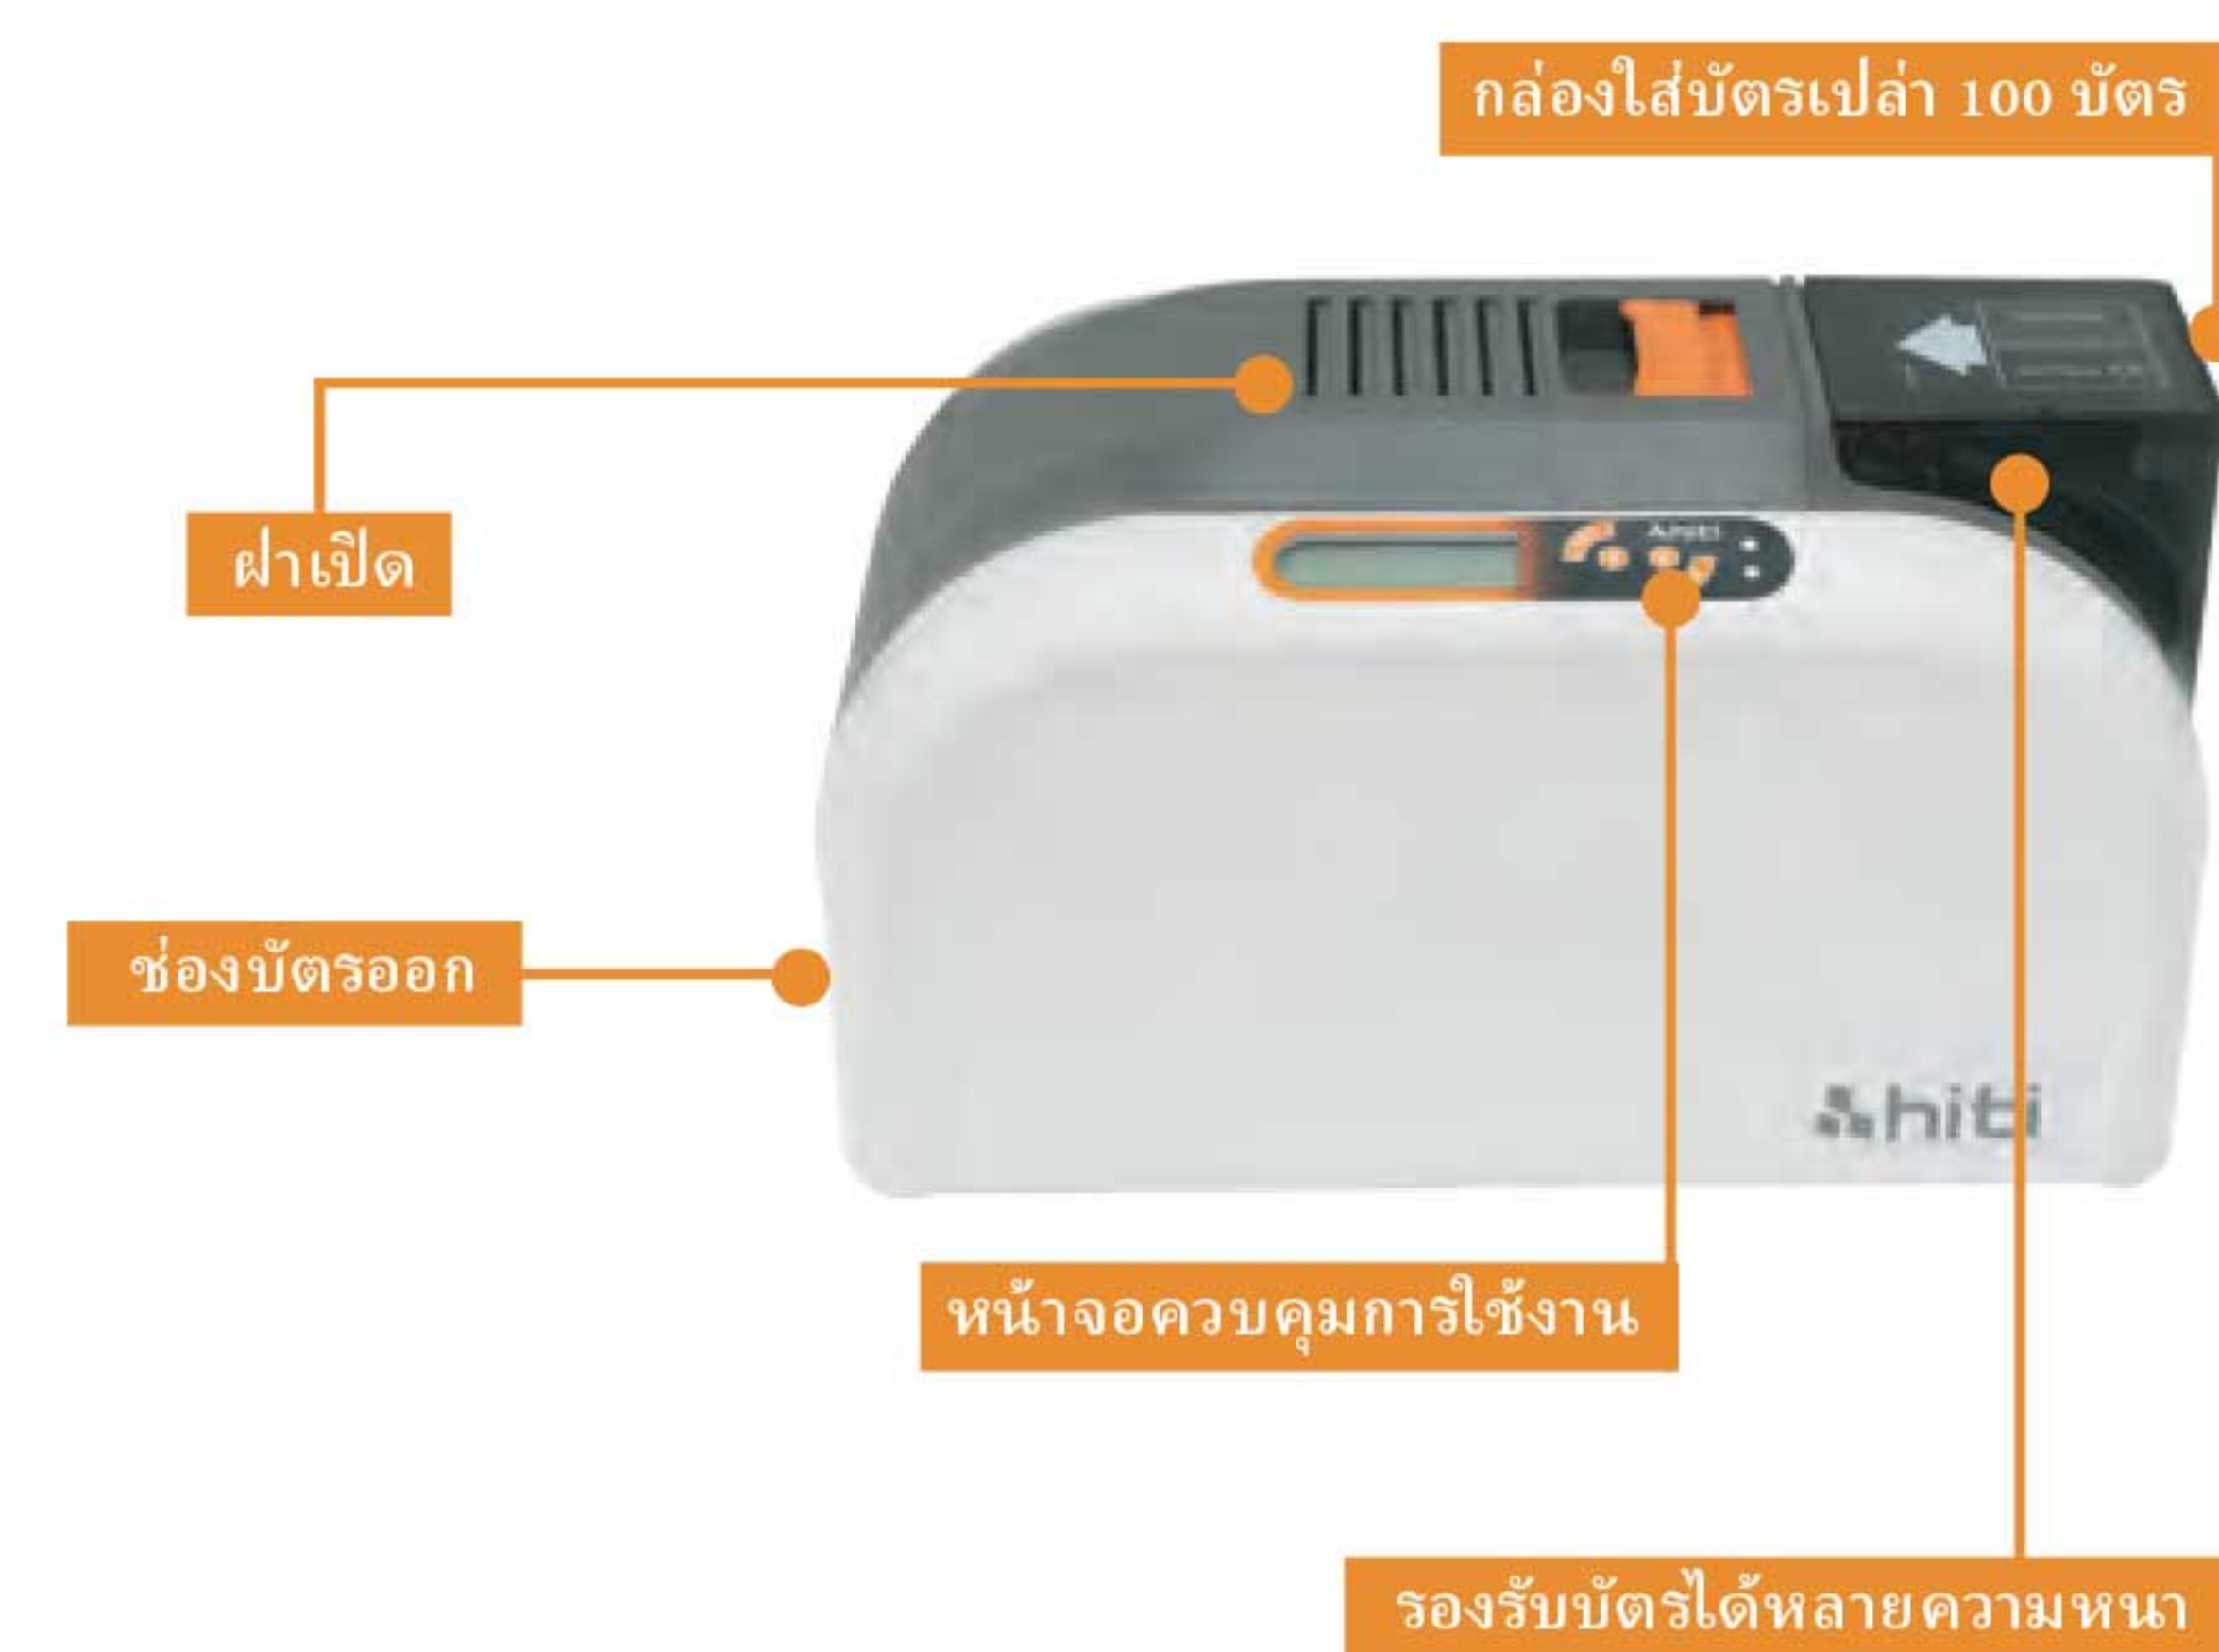 กล่องใส่บัตรเปล่า 100 บัตร
ฝาเปิด
ช่องบัตรออก
hiti
หน้าจอควบคุมการใช้งาน
รองรับบัตรได้หลายความหนา